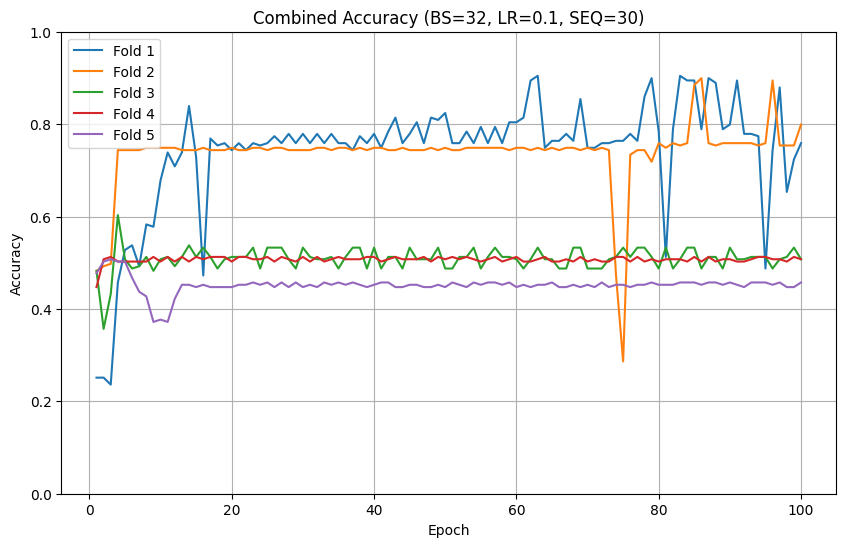 Combined Accuracy (BS=32, LR=0.1, SEQ=30)
Fold 1
Fold 2
Fold 3
Fold 4
Fold 5
Accuracy
1.0
0.8
0.6
0.4
0.2
0.0
0 20 40 60 80 100
Epoch